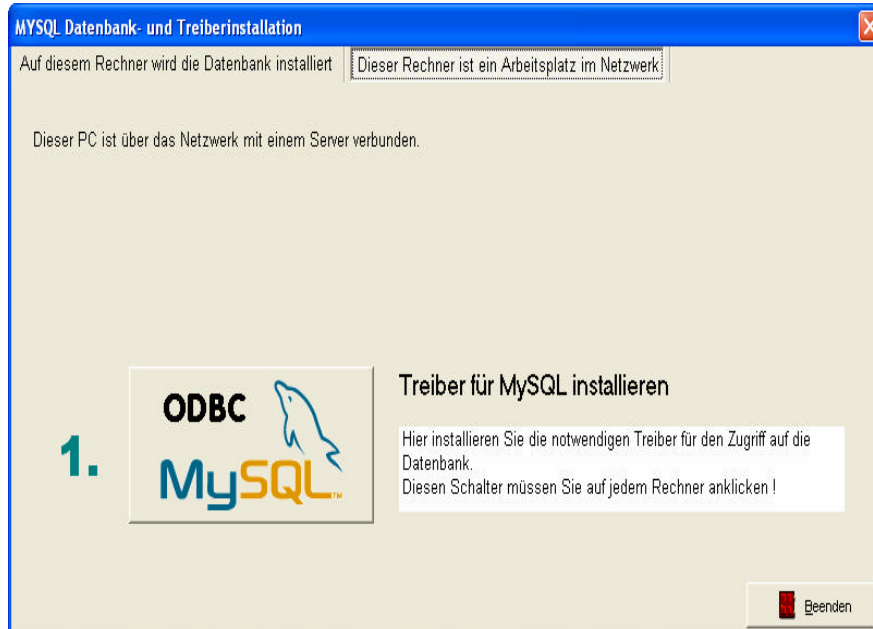 MYSQL Datenbank- und Treiberinstallation
Auf diesem Rechner wird die Datenbank installiert
Dieser Rechner ist ein Arbeitsplatz im Netzwerk
Dieser PC ist über das Netzwerk mit einem Server verbunden.
1.
ODBC
MySQL™
Treiber für MySQL installieren
Hier installieren Sie die notwendigen Treiber für den Zugriff auf die
Datenbank.
Diesen Schalter müssen Sie auf jedem Rechner anklicken !
Beenden